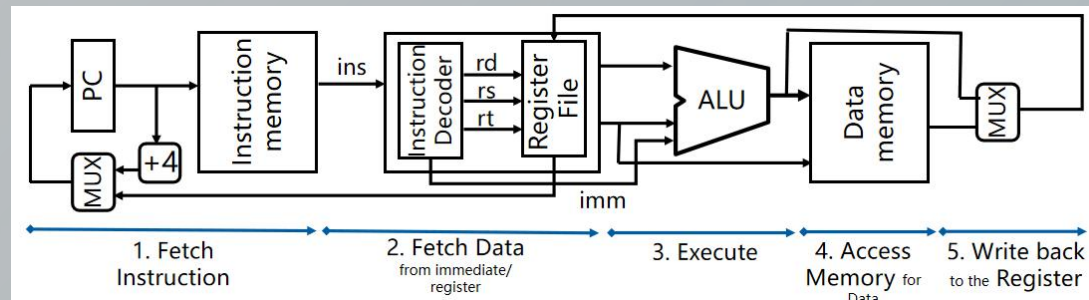 PC
MUX
+4
Instruction
memory
ins
Instruction
Decoder
rd
rs
rt
Register
File
imm
ALU
Data
memory
MUX
1. Fetch
Instruction
2. Fetch Data
from immediate/
register
3. Execute
4. Access
Memory for
Data
5. Write back
to the Register